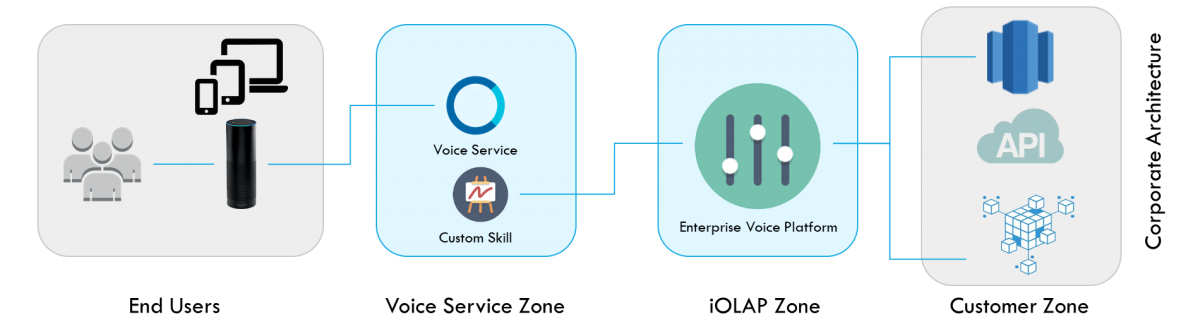 Voice Service
Custom Skill
Enterprise Voice Platform
API
Corporate Architecture
End Users
Voice Service Zone
iOLAP Zone
Customer Zone